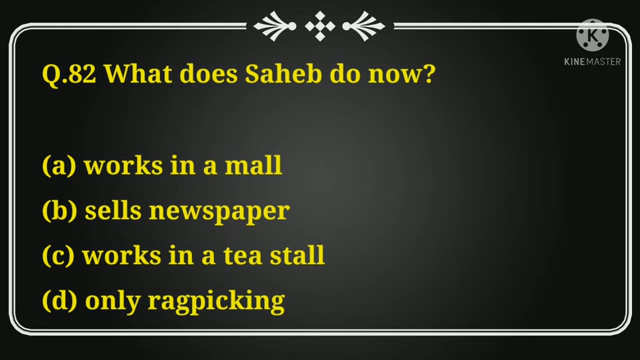 K
KINEMASTER
Q.82 What does Saheb do now?
(a) works in a mall
(b) sells newspaper
(c) works in a tea stall
(d) only ragpicking